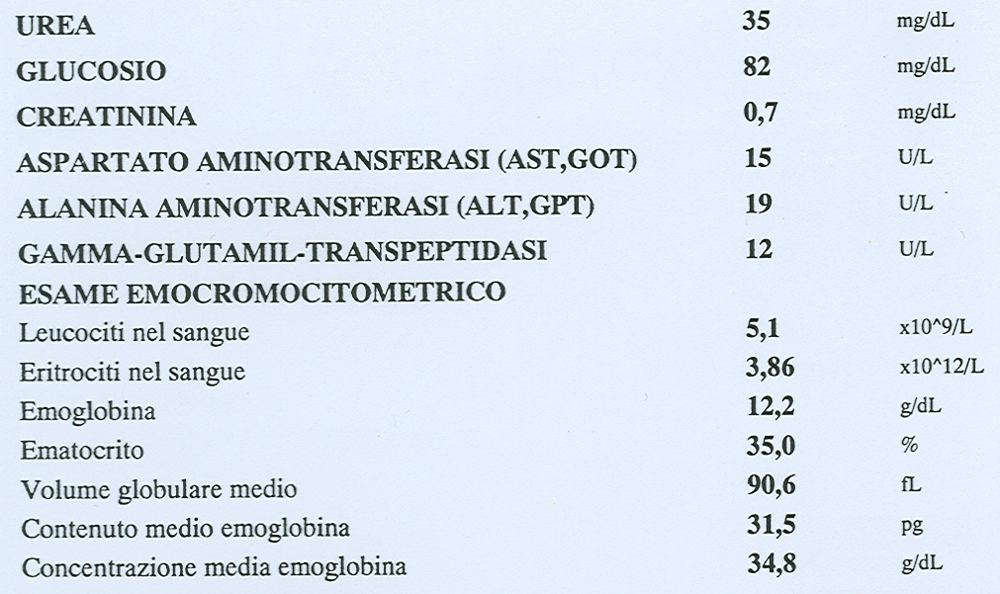 UREA 35 mg/dL
GLUCOSIO 82 mg/dL
CREATININA 0,7 mg/dL
ASPARTATO AMINOTRANSFERASI (AST,GOT) 15 U/L
ALANINA AMINOTRANSFERASI (ALT,GPT) 19 U/L
GAMMA-GLUTAMIL-TRANSPEPTIDASI 12 U/L
ESAME EMOCROMOCITOMETRICO
Leucociti nel sangue 5,1 x10^9/L
Eritrociti nel sangue 3,86 x10^12/L
Emoglobina 12,2 g/dL
Ematocrito 35,0 %
Volume globulare medio 90,6 fL
Contenuto medio emoglobina 31,5 pg
Concentrazione media emoglobina 34,8 g/dL